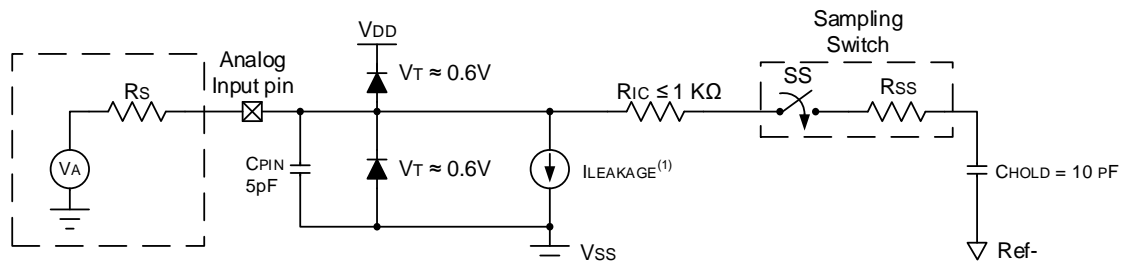 Sampling
Switch
VDD
Analog
Input pin
VT ≈ 0.6V
RS
RIC ≤ 1 KΩ
SS
RSS
VA
CPIN
5pF
VT ≈ 0.6V
ILEAKAGE(1)
CHOLD = 10 PF
VSS
Ref-